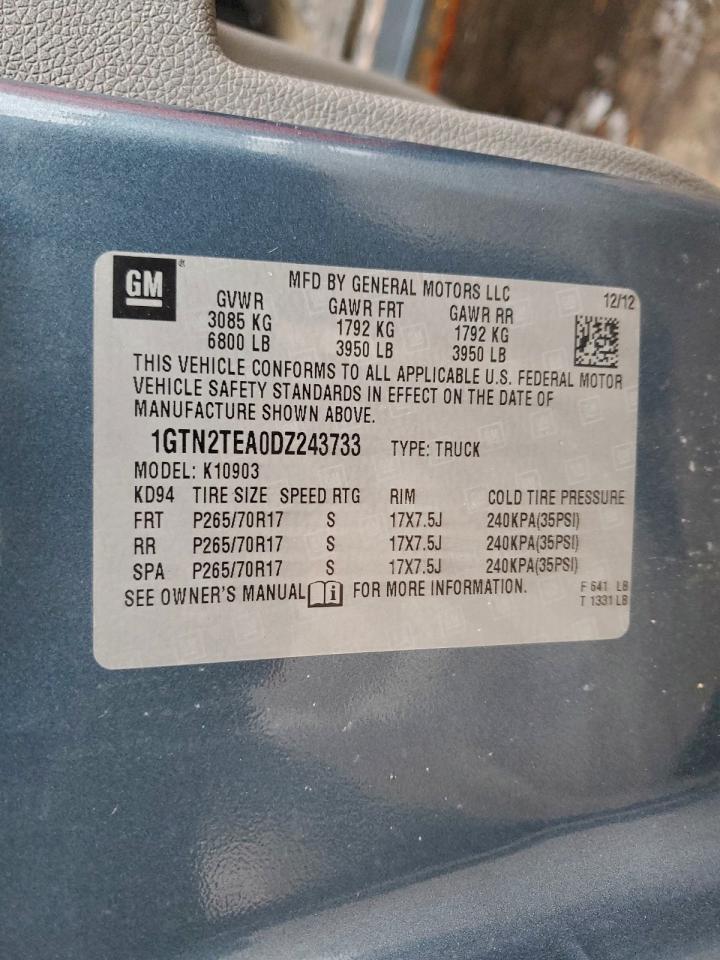 GM
MFD BY GENERAL MOTORS LLC
12/12
GVWR GAWR FRT GAWR RR
3085 KG 1792 KG 1792 KG
6800 LB 3950 LB 3950 LB
THIS VEHICLE CONFORMS TO ALL APPLICABLE U.S. FEDERAL MOTOR
VEHICLE SAFETY STANDARDS IN EFFECT ON THE DATE OF
MANUFACTURE SHOWN ABOVE.
1GTN2TEA0DZ243733 TYPE: TRUCK
MODEL: K10903
KD94 TIRE SIZE SPEED RTG RIM COLD TIRE PRESSURE
FRT P265/70R17 S 17X7.5J 240KPA(35PSI)
RR P265/70R17 S 17X7.5J 240KPA(35PSI)
SPA P265/70R17 S 17X7.5J 240KPA(35PSI)
SEE OWNER'S MANUAL i FOR MORE INFORMATION.
F 641 LB
T 1331 LB